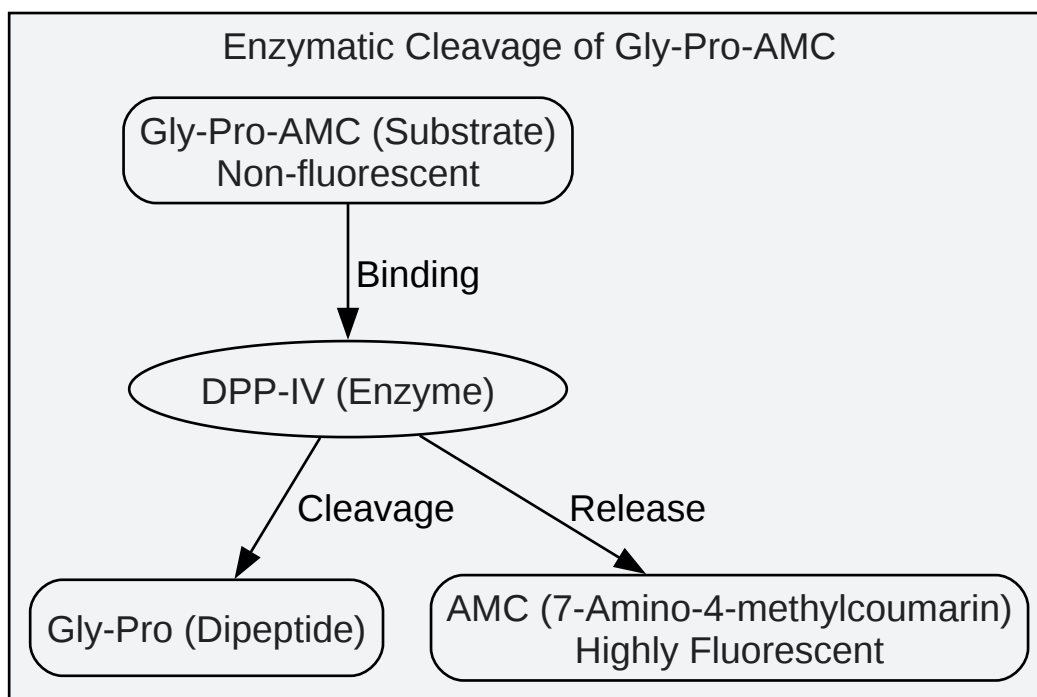 Enzymatic Cleavage of Gly-Pro-AMC
Gly-Pro-AMC (Substrate)
Non-fluorescent
Binding
DPP-IV (Enzyme)
Cleavage
Release
Gly-Pro (Dipeptide)
AMC (7-Amino-4-methylcoumarin)
Highly Fluorescent